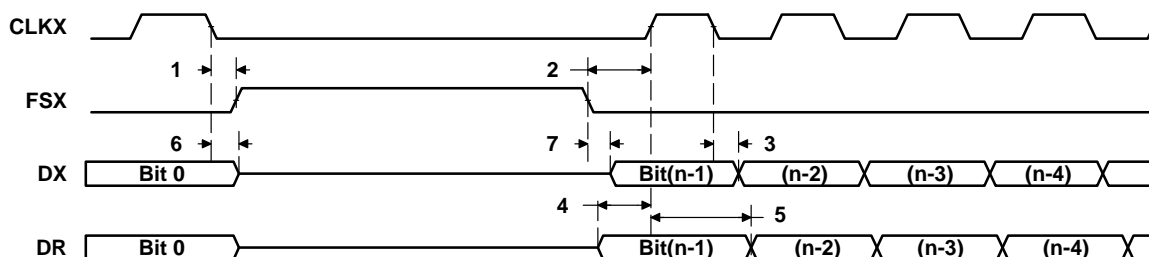 CLKX
1 2
FSX
6 7 3
DX Bit 0 Bit(n-1) (n-2) (n-3) (n-4)
4 5
DR Bit 0 Bit(n-1) (n-2) (n-3) (n-4)